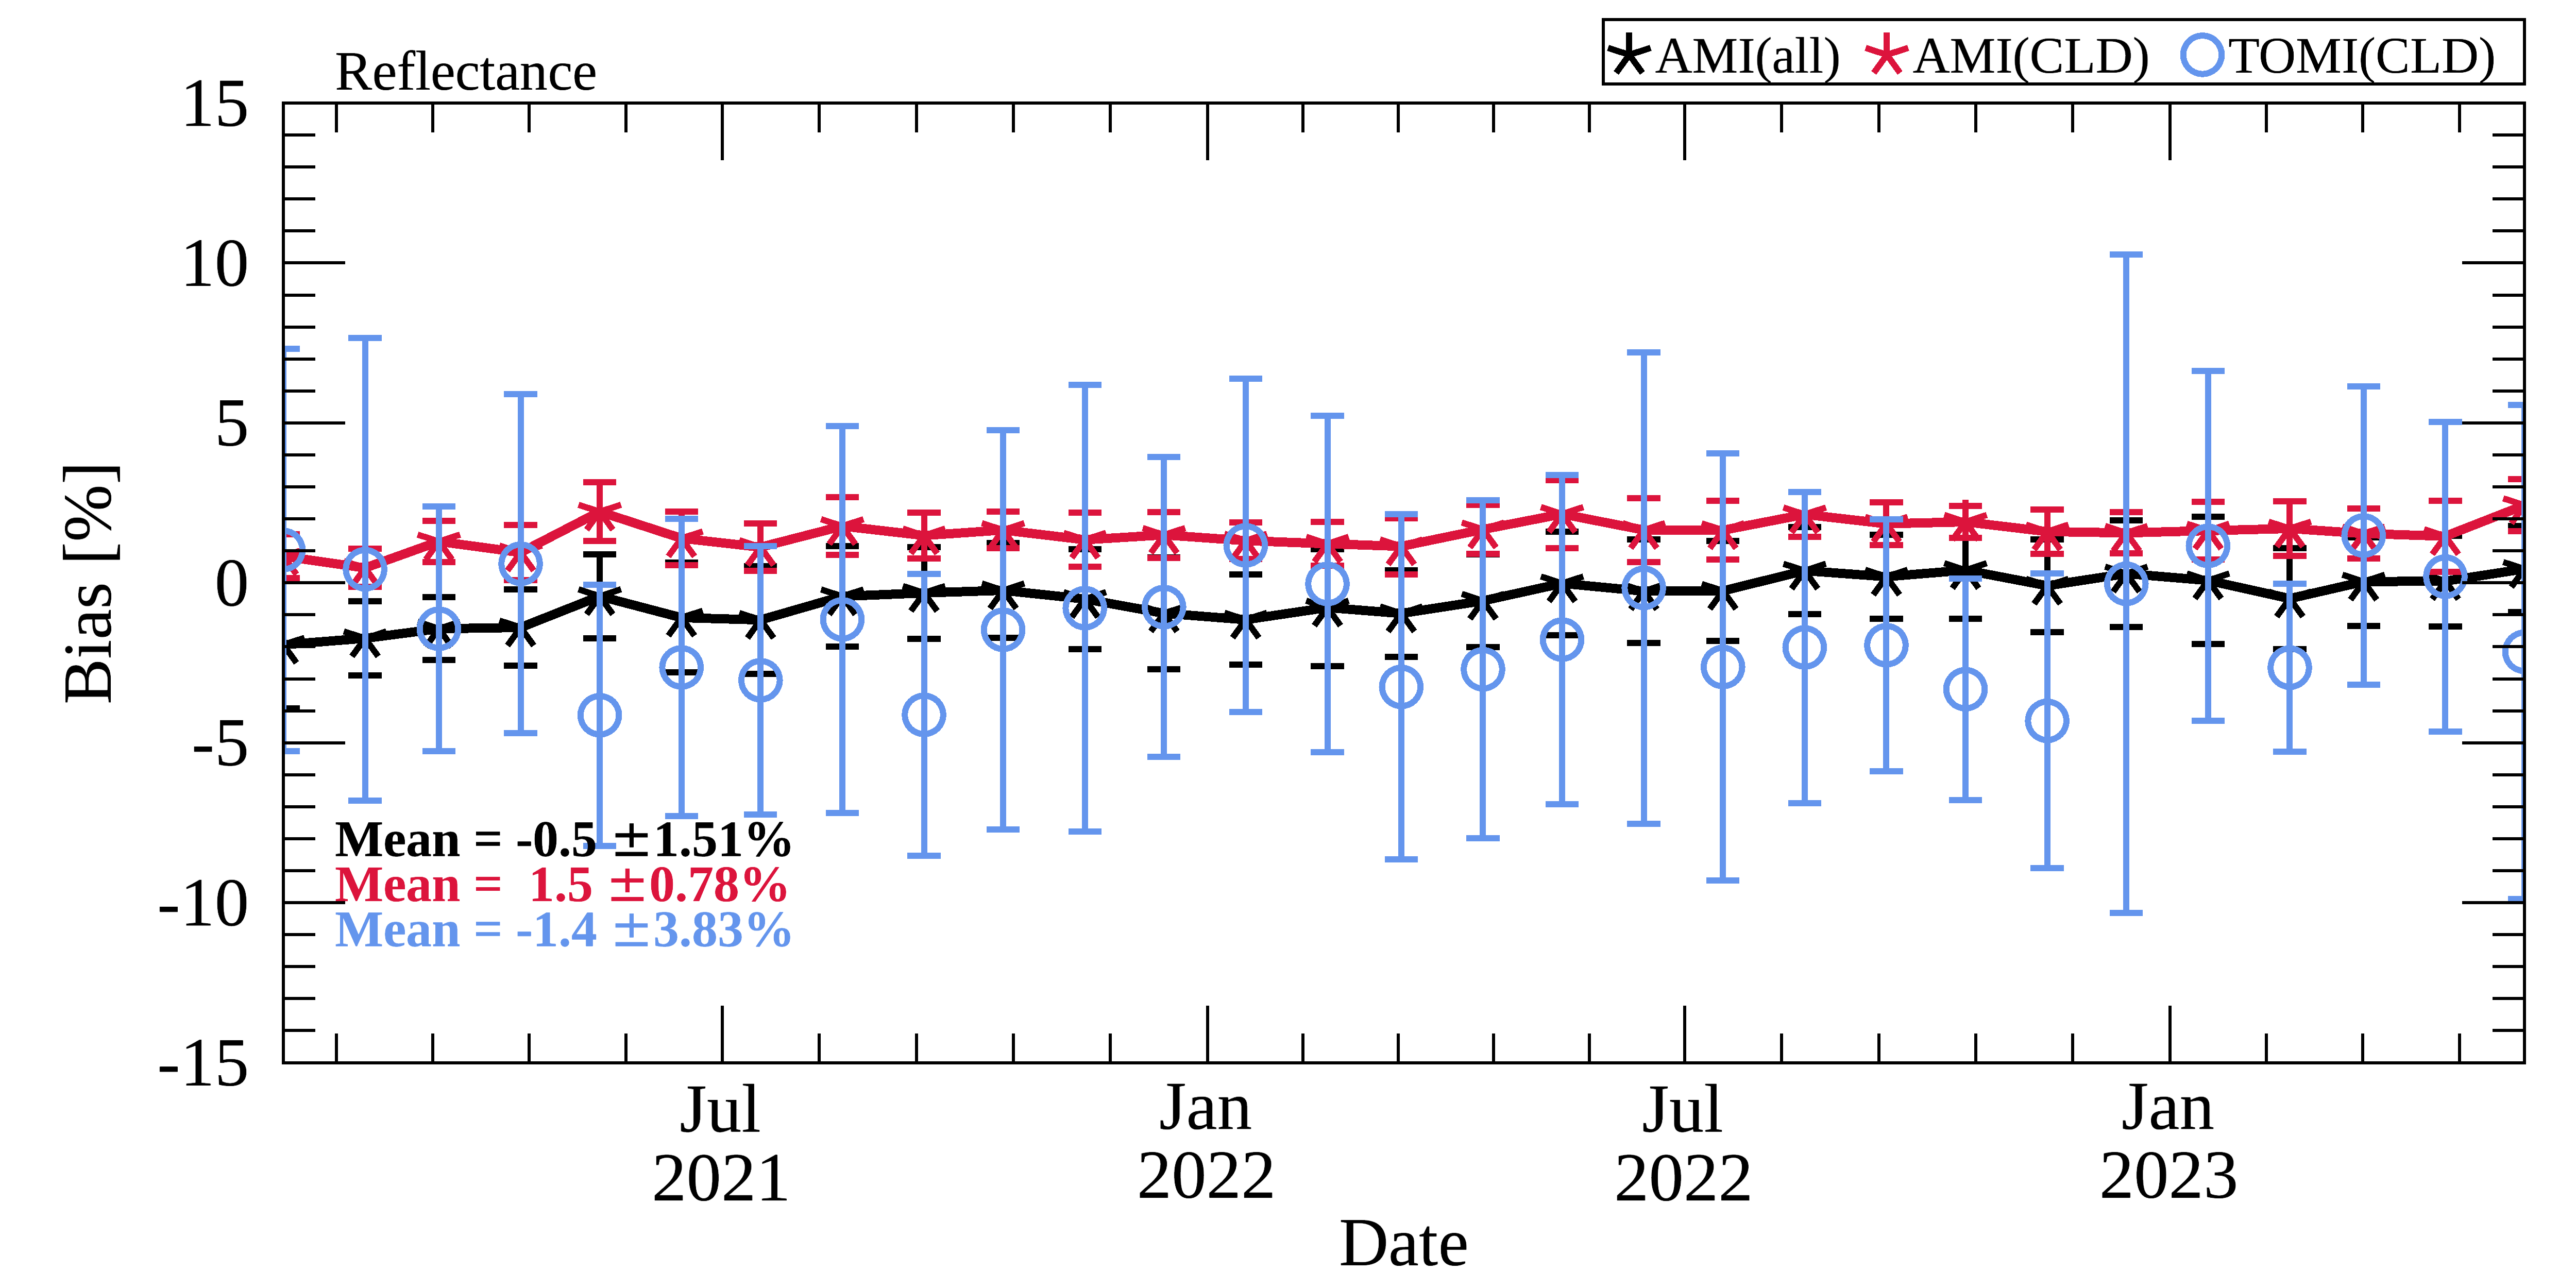 Reflectance
AMI(all) AMI(CLD) TOMI(CLD)
15
10
5
0
-5
-10
-15
Bias [%]
Mean = -0.5 ±1.51%
Mean = 1.5 ±0.78%
Mean = -1.4 ±3.83%
Jul Jan Jul Jan
2021 2022 2022 2023
Date